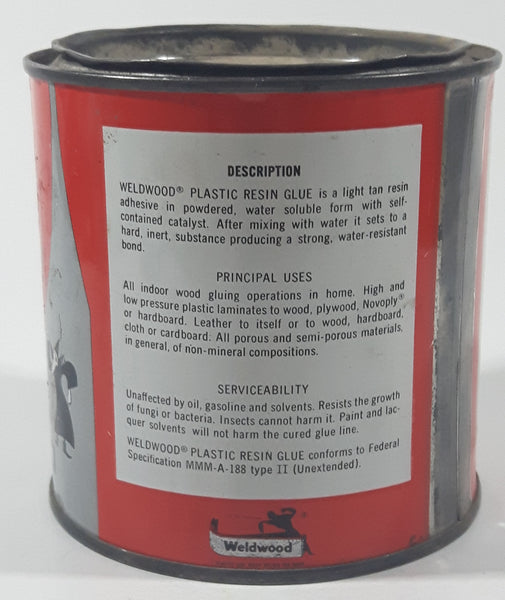 DESCRIPTION
WELDWOOD® PLASTIC RESIN GLUE is a light tan resin
adhesive in powdered, water soluble form with self-
contained catalyst. After mixing with water it sets to a
hard, inert, substance producing a strong, water-resistant
bond.
PRINCIPAL USES
All indoor wood gluing operations in home. High and
low pressure plastic laminates to wood, plywood, Novoply®
or hardboard. Leather to itself or to wood, hardboard,
cloth or cardboard. All porous and semi-porous materials,
in general, of non-mineral compositions.
SERVICEABILITY
Unaffected by oil, gasoline and solvents. Resists the growth
of fungi or bacteria. Insects cannot harm it. Paint and lac-
quer solvents will not harm the cured glue line.
WELDWOOD® PLASTIC RESIN GLUE conforms to Federal
Specification MMM-A-188 type II (Unextended).
®
Weldwood